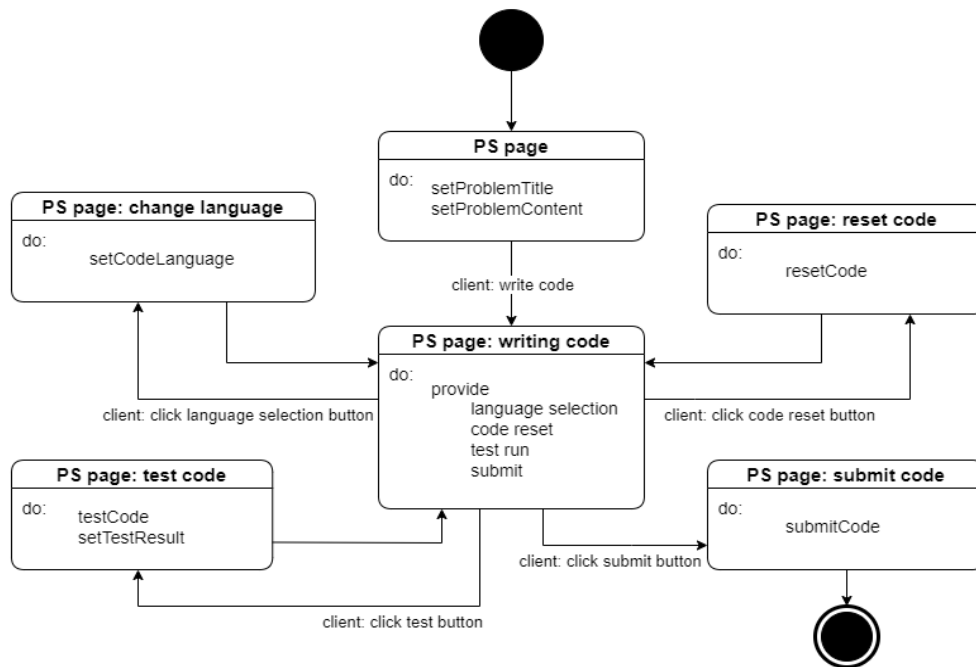 PS page
do:
setProblemTitle
setProblemContent
PS page: change language
do:
setCodeLanguage
PS page: reset code
do:
resetCode
client: write code
PS page: writing code
do:
provide
language selection
code reset
test run
submit
client: click language selection button
client: click code reset button
PS page: test code
do:
testCode
setTestResult
PS page: submit code
do:
submitCode
client: click submit button
client: click test button